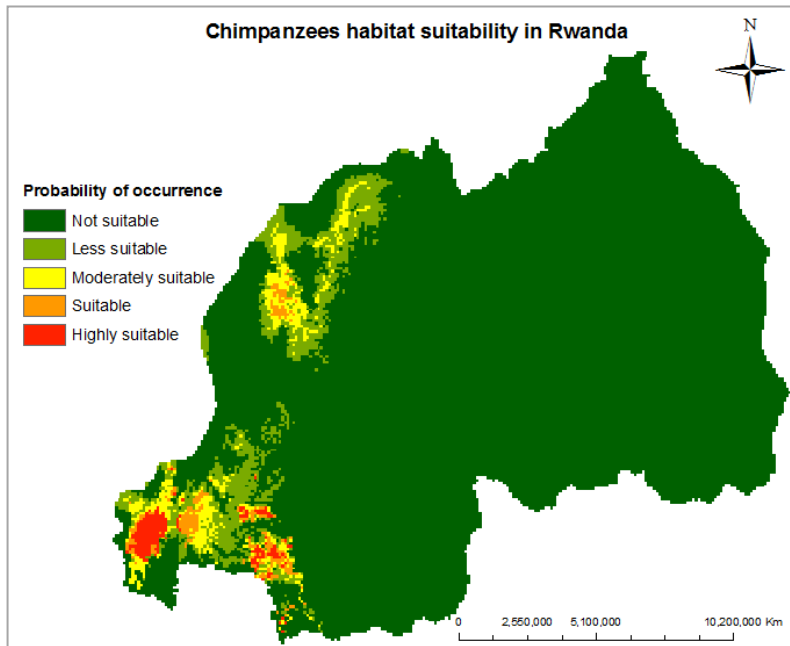 Chimpanzees habitat suitability in Rwanda
N
Probability of occurrence
Not suitable
Less suitable
Moderately suitable
Suitable
Highly suitable
0 2,550,000 5,100,000 10,200,000 Km